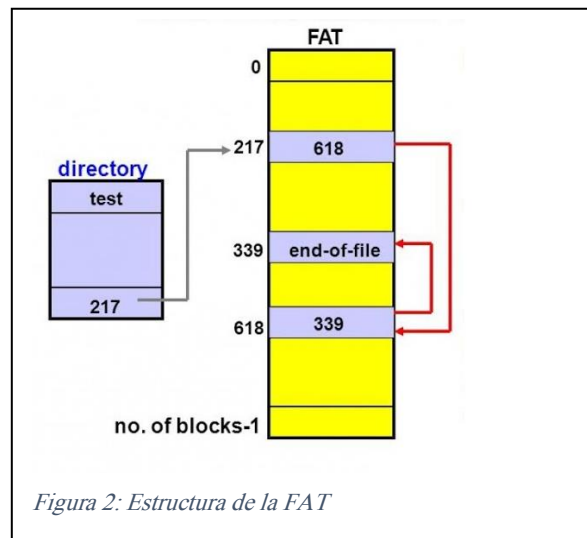 FAT
0
217 618
directory
test
339 end-of-file
217
618 339
no. of blocks-1
Figura 2: Estructura de la FAT